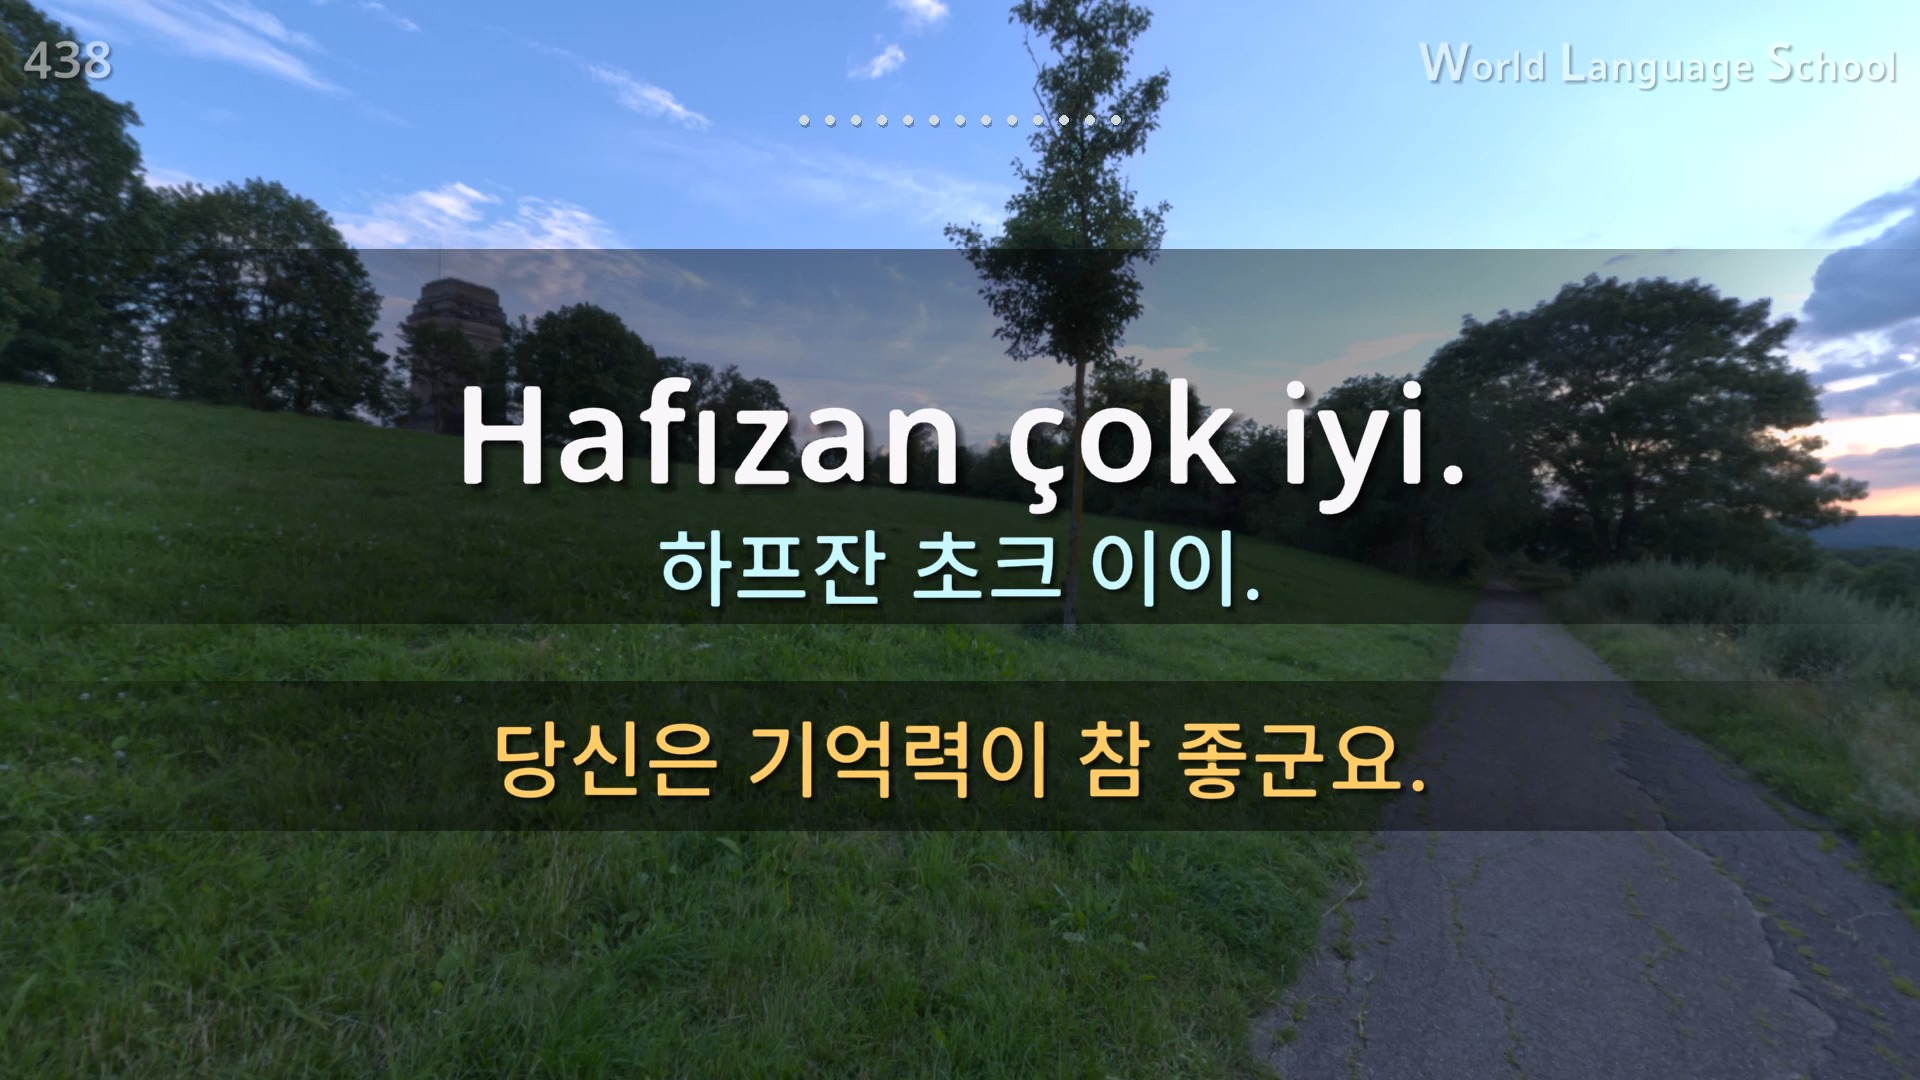 438
World Language School
Hafızan çok iyi.
하프잔 초크 이이.
당신은 기억력이 참 좋군요.